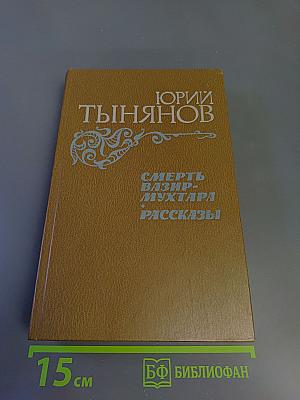 ЮРИЙ
ТЫНЯНОВ
СМЕРТЬ
ВАЗИР-
МУХТАРА
РАССКАЗЫ
15 см
БФ БИБЛИОФАН